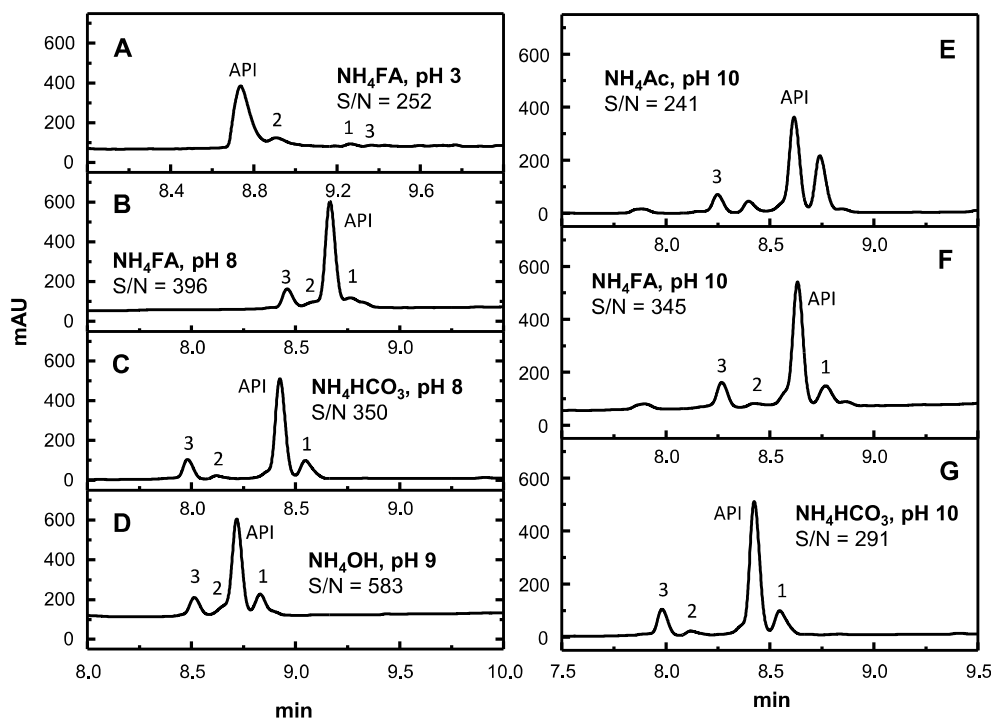 A
API
NH₄FA, pH 3
S/N = 252
2
1
3
600
400
200
0
8.4
8.8
9.2
9.6
B
API
NH₄FA, pH 8
S/N = 396
3
2
1
600
400
200
0
8.0
8.5
9.0
mAU
C
API
NH₄HCO₃, pH 8
S/N 350
3
2
1
600
400
200
0
8.0
8.5
9.0
D
API
NH₄OH, pH 9
S/N = 583
3
2
1
600
400
200
0
8.0
8.5
9.0
9.5
10.0
min
E
NH₄Ac, pH 10
S/N = 241
API
3
600
400
200
0
8.0
8.5
9.0
F
NH₄FA, pH 10
S/N = 345
API
3
2
1
600
400
200
0
8.0
8.5
9.0
G
API
NH₄HCO₃, pH 10
S/N = 291
3
2
1
600
400
200
0
7.5
8.0
8.5
9.0
9.5
min